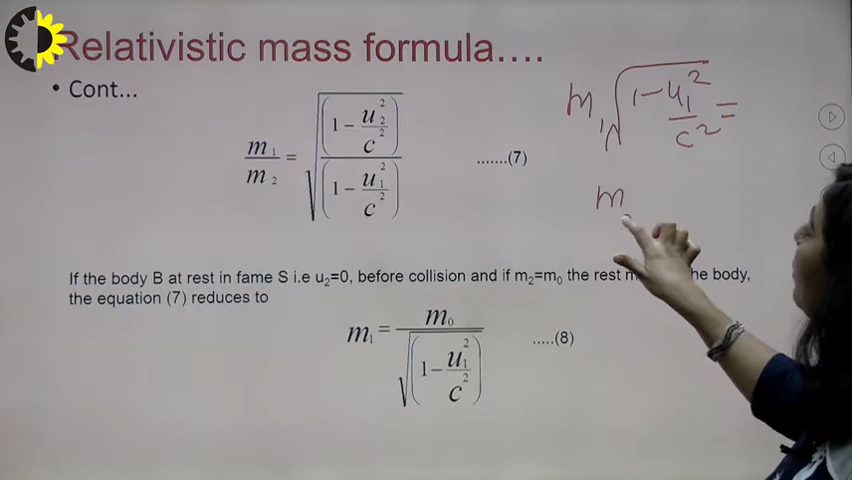 Relativistic mass formula....
• Cont...
m₁/m₂ = √((1 − u₂²/c²)/(1 − u₁²/c²)) .......(7)
m₁√(1 − u₁²/c²) =
m
If the body B at rest in fame S i.e u₂=0, before collision and if m₂=m₀ the rest he body,
the equation (7) reduces to
m₁ = m₀/√(1 − u₁²/c²) .....(8)